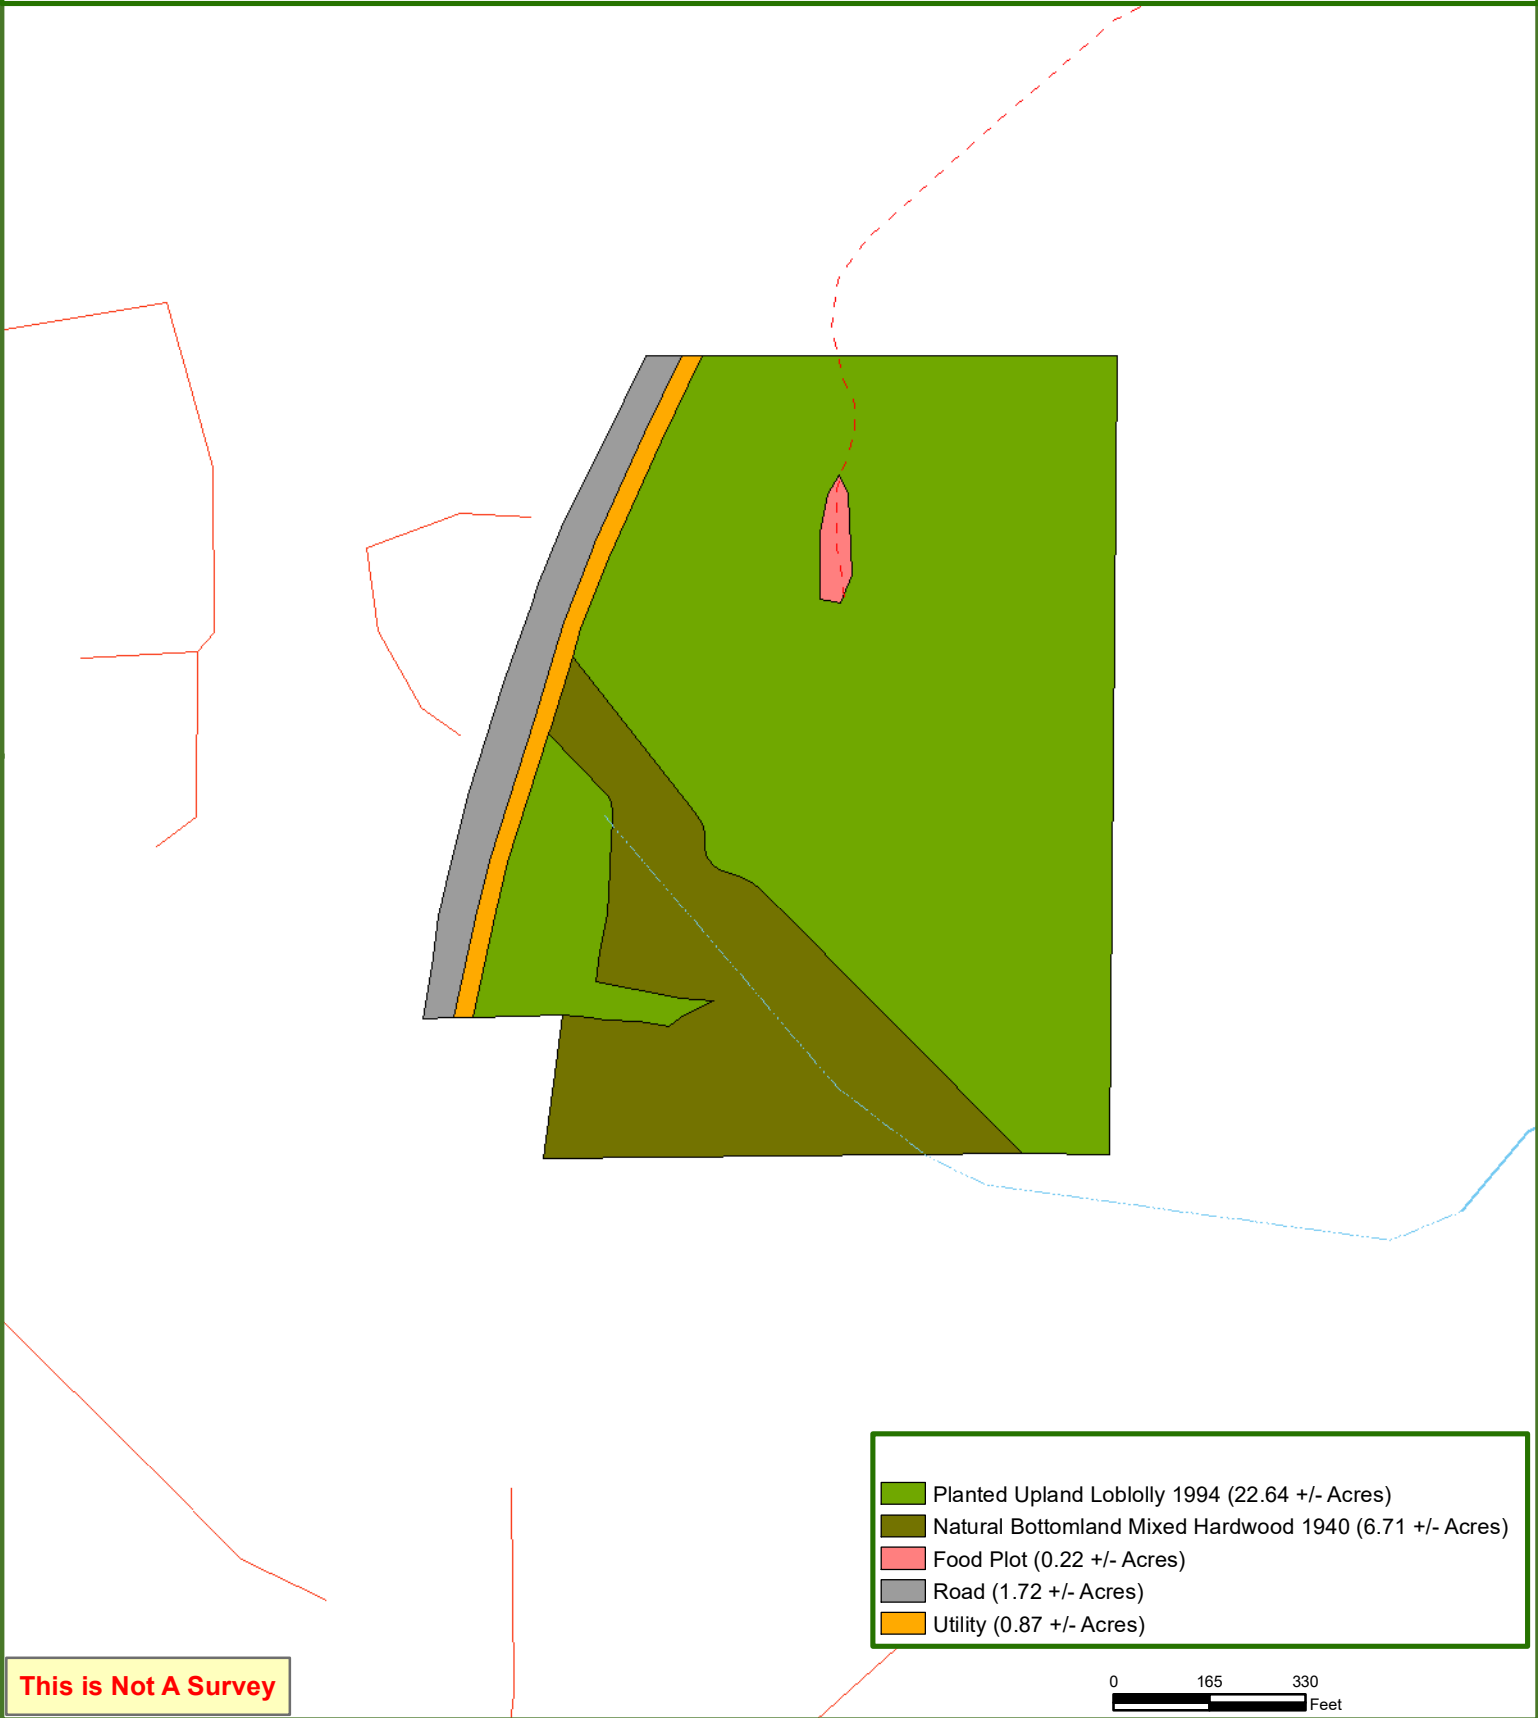 Planted Upland Loblolly 1994 (22.64 +/- Acres)
Natural Bottomland Mixed Hardwood 1940 (6.71 +/- Acres)
Food Plot (0.22 +/- Acres)
Road (1.72 +/- Acres)
Utility (0.87 +/- Acres)
This is Not A Survey
0 165 330
Feet